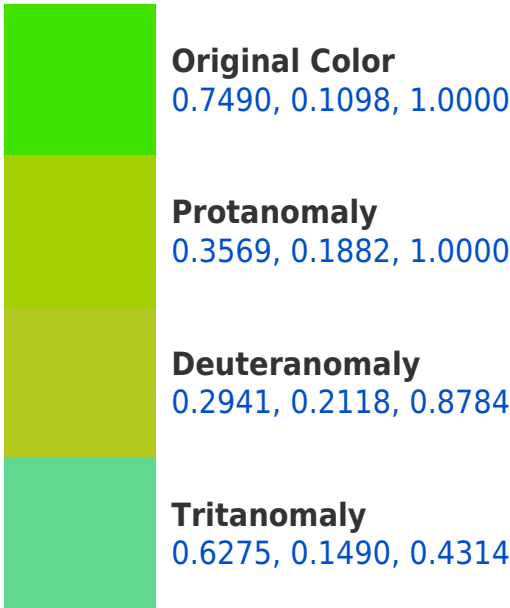 Original Color
0.7490, 0.1098, 1.0000
Protanomaly
0.3569, 0.1882, 1.0000
Deuteranomaly
0.2941, 0.2118, 0.8784
Tritanomaly
0.6275, 0.1490, 0.4314